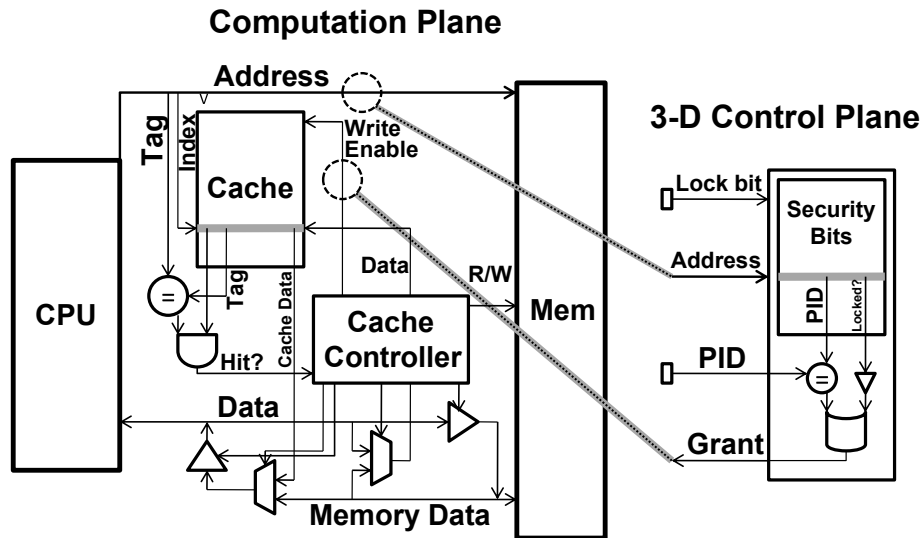 Computation Plane
Address
3-D Control Plane
Tag
Index
Write
Enable
Cache
Lock bit
Security
Bits
Data
Address
R/W
CPU
=
Tag
Cache Data
Mem
PID
Locked?
Cache
Controller
Hit?
PID
=
Data
Grant
Memory Data